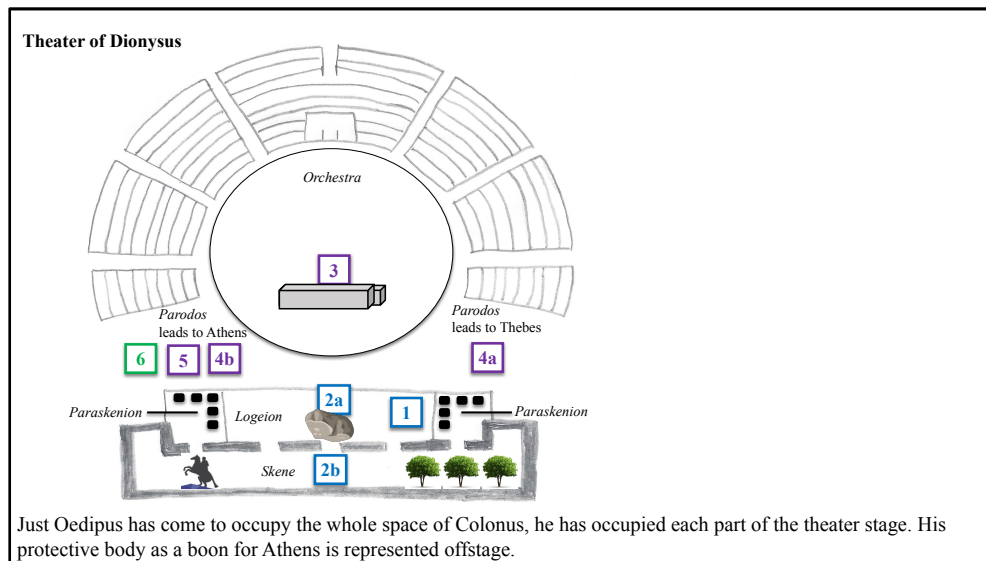 Theater of Dionysus
Orchestra
3
Parodos
leads to Athens
Parodos
leads to Thebes
6
5
4b
4a
2a
1
Paraskenion
Logeion
Paraskenion
Skene
2b
Just Oedipus has come to occupy the whole space of Colonus, he has occupied each part of the theater stage. His
protective body as a boon for Athens is represented offstage.